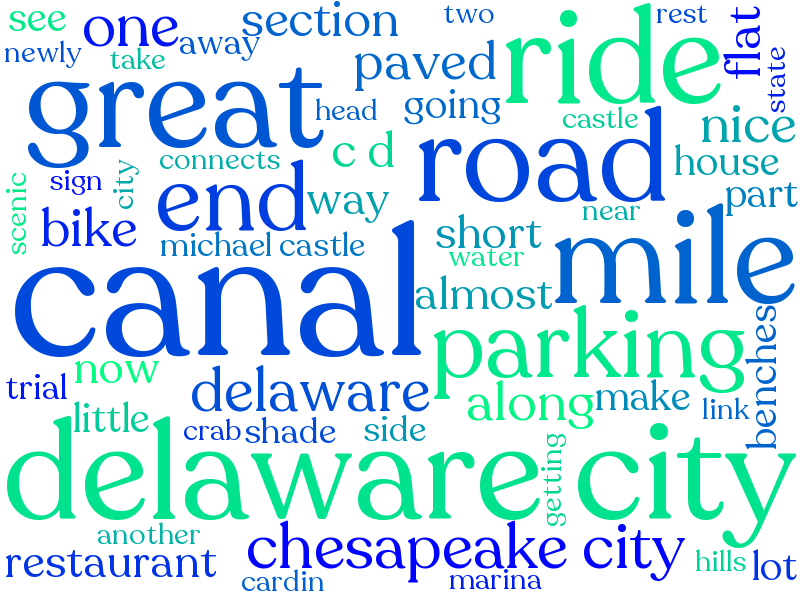 see
one
section
two
rest
newly
away
ride
flat
take
paved
state
great
head
going
castle
nice
connects
c d
road
house
sign
city
end
way
near
part
scenic
bike
michael castle
short
mile
water
canal
almost
parking
benches
now
trial
delaware
along
make
link
little
crab
shade
side
delaware city
getting
another
chesapeake city
restaurant
hills
lot
cardin
marina